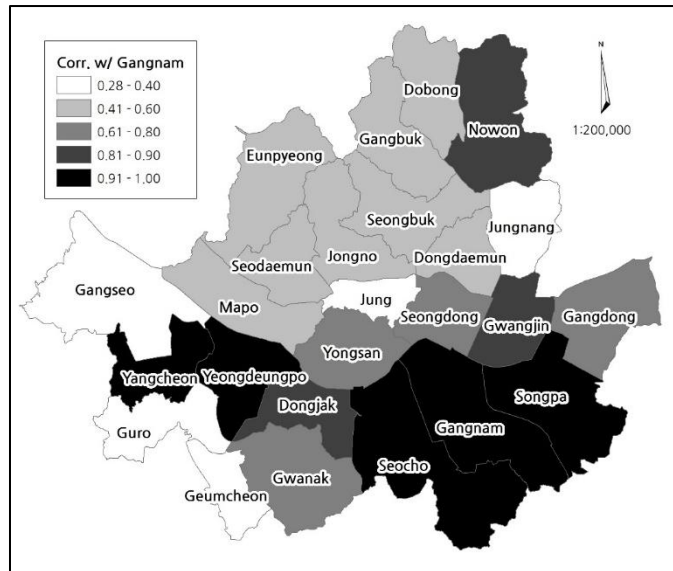 Corr. w/ Gangnam
0.28 - 0.40
0.41 - 0.60
0.61 - 0.80
0.81 - 0.90
0.91 - 1.00
N
1:200,000
Dobong
Nowon
Gangbuk
Eunpyeong
Seongbuk
Jungnang
Jongno
Dongdaemun
Seodaemun
Gangseo
Mapo
Jung
Seongdong
Gwangjin
Gangdong
Yongsan
Yangcheon
Yeongdeungpo
Songpa
Dongjak
Guro
Gangnam
Seocho
Gwanak
Geumcheon